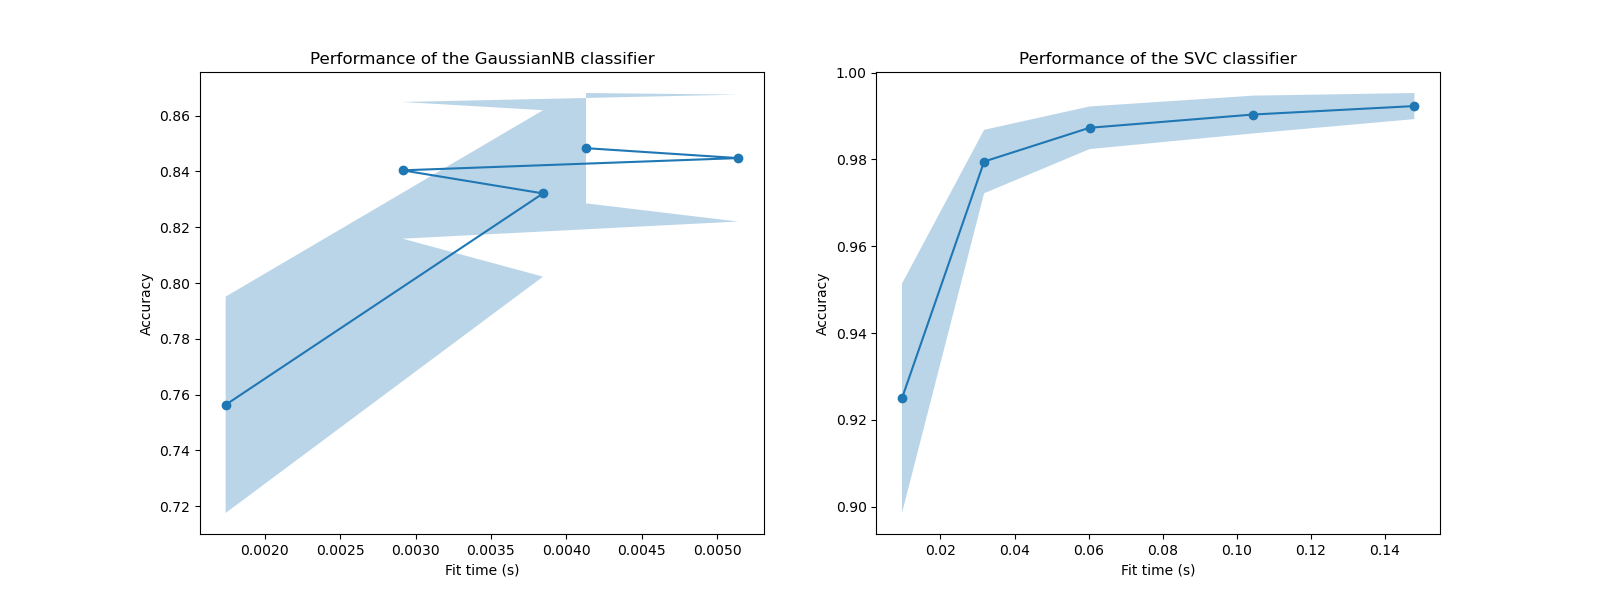 Performance of the GaussianNB classifier
Accuracy
0.86
0.84
0.82
0.80
0.78
0.76
0.74
0.72
0.0020 0.0025 0.0030 0.0035 0.0040 0.0045 0.0050
Fit time (s)
Performance of the SVC classifier
Accuracy
1.00
0.98
0.96
0.94
0.92
0.90
0.02 0.04 0.06 0.08 0.10 0.12 0.14
Fit time (s)